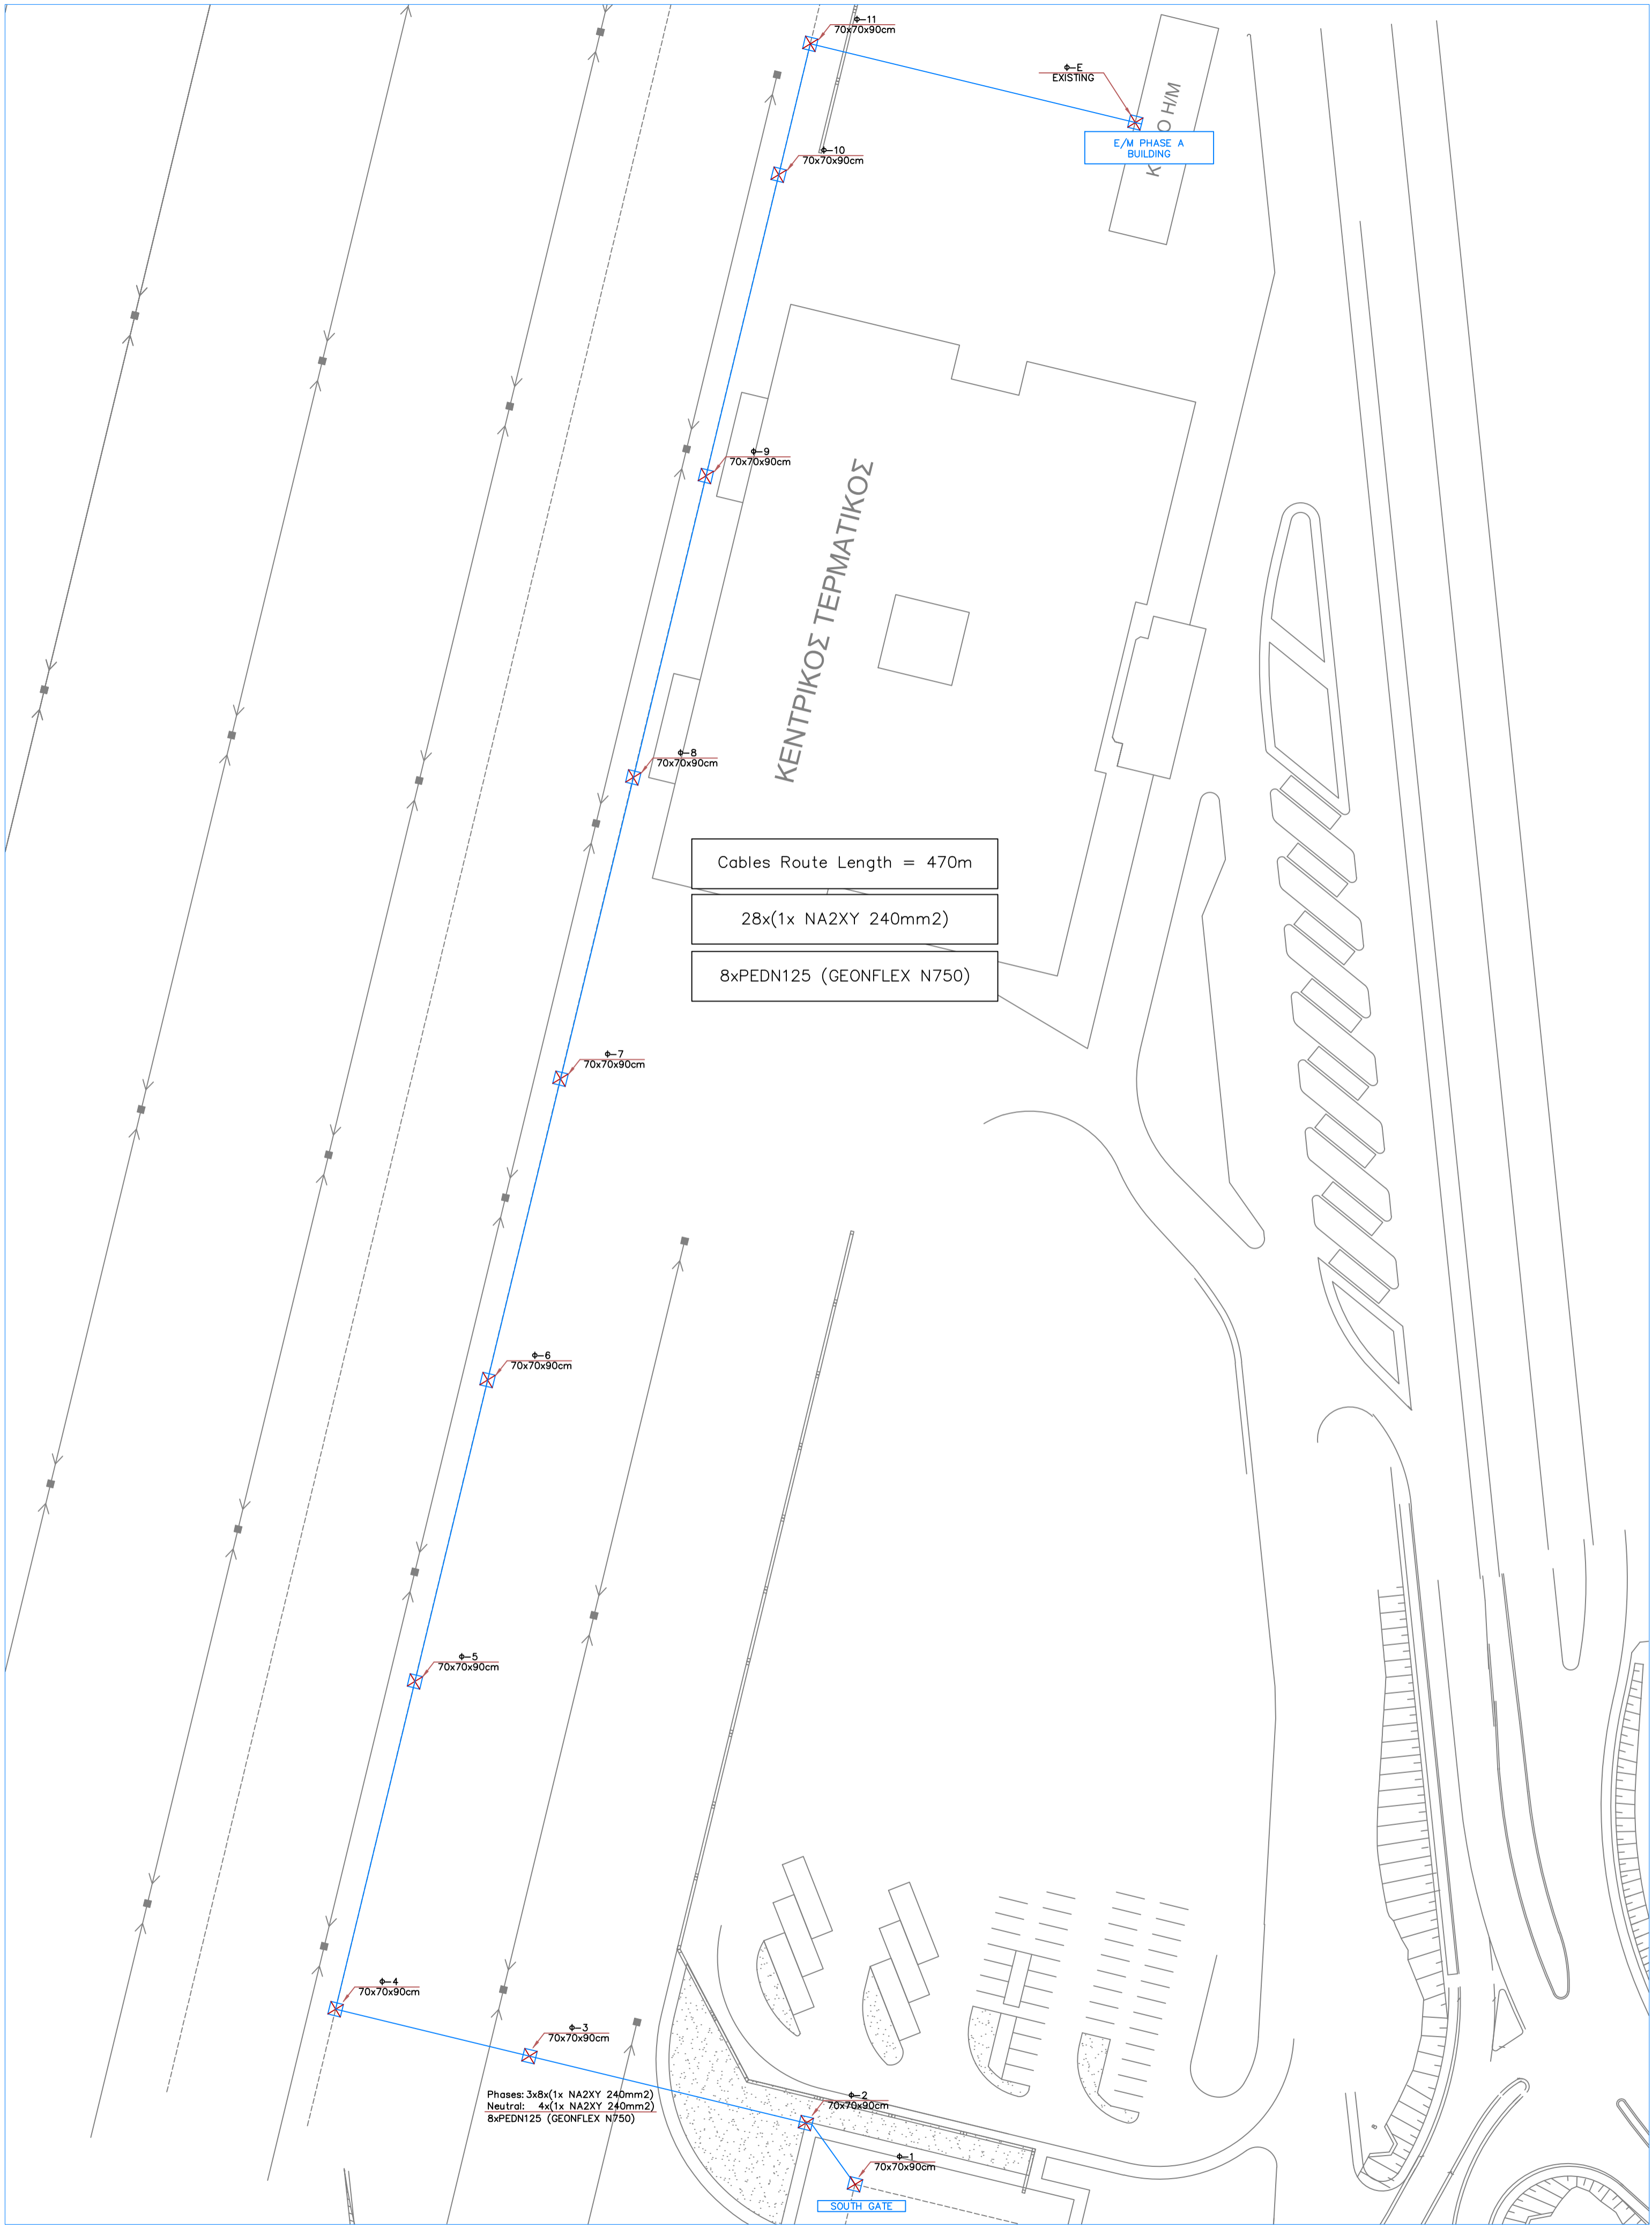 Φ-11
70x70x90cm
Φ-E
EXISTING
H/M
E/M PHASE A
BUILDING
Φ-10
70x70x90cm
Φ-9
70x70x90cm
ΚΕΝΤΡΙΚΟΣ ΤΕΡΜΑΤΙΚΟΣ
Φ-8
70x70x90cm
Cables Route Length = 470m
28x(1x NA2XY 240mm2)
8xPEDN125 (GEONFLEX N750)
Φ-7
70x70x90cm
Φ-6
70x70x90cm
Φ-5
70x70x90cm
Φ-4
70x70x90cm
Φ-3
70x70x90cm
Phases: 3x8x(1x NA2XY 240mm2)
Neutral: 4x(1x NA2XY 240mm2)
8xPEDN125 (GEONFLEX N750)
Φ-2
70x70x90cm
Φ-1
70x70x90cm
SOUTH GATE